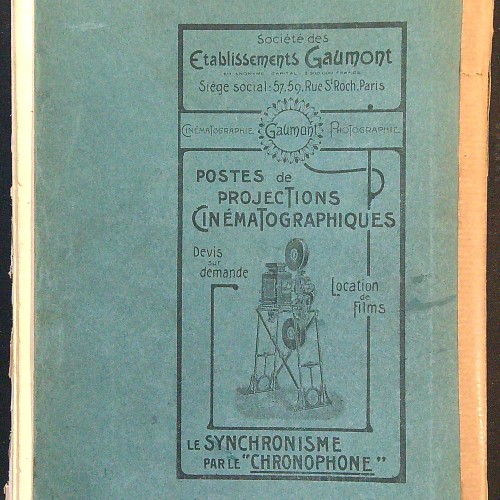 Société des
Etablissements Gaumont
Siège social: 57,59, Rue St Roch, Paris
CINÉMATOGRAPHIE Gaumont PHOTOGRAPHIE
POSTES de
PROJECTIONS
CINÉMATOGRAPHIQUES
Devis
sur
demande
Location
de
Films
LE SYNCHRONISME
PAR LE "CHRONOPHONE"